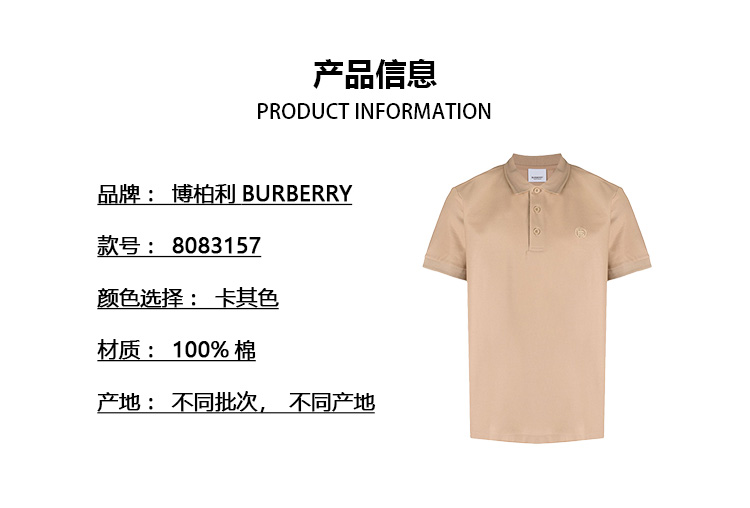 产品信息
PRODUCT INFORMATION
品牌： 博柏利 BURBERRY
款号： 8083157
颜色选择： 卡其色
材质： 100% 棉
产地： 不同批次， 不同产地
BURBERRY